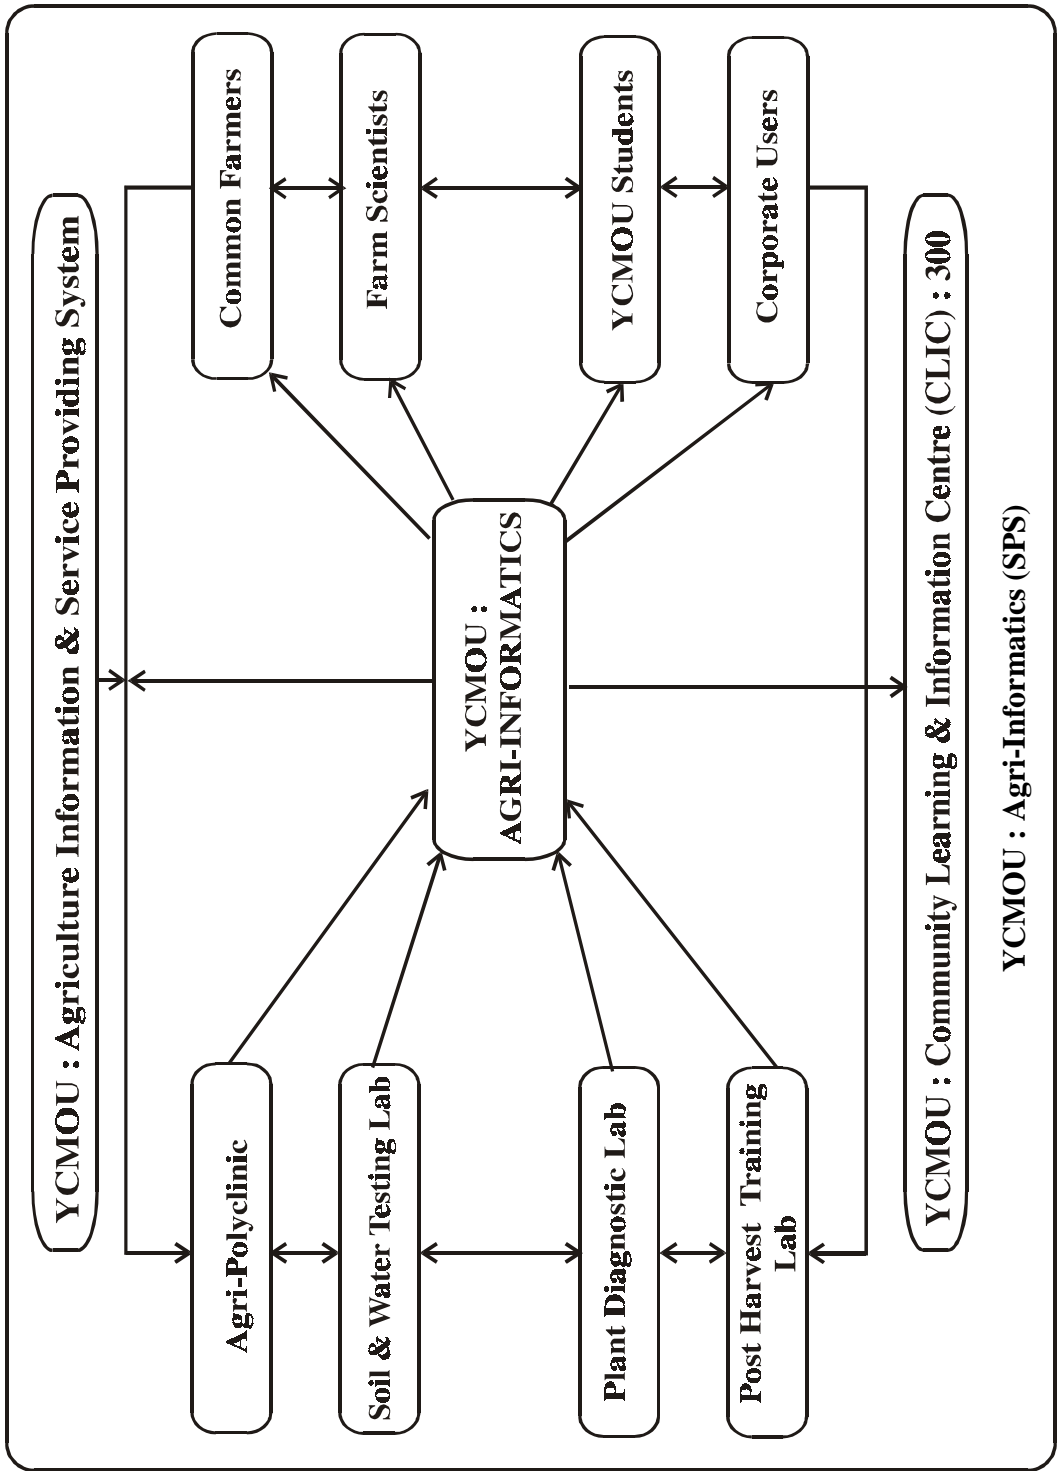 YCMOU : Agriculture Information & Service Providing System
Agri-Polyclinic
Soil & Water Testing Lab
Plant Diagnostic Lab
Post Harvest Training
Lab
YCMOU :
AGRI-INFORMATICS
Common Farmers
Farm Scientists
YCMOU Students
Corporate Users
YCMOU : Community Learning & Information Centre (CLIC) : 300
YCMOU : Agri-Informatics (SPS)